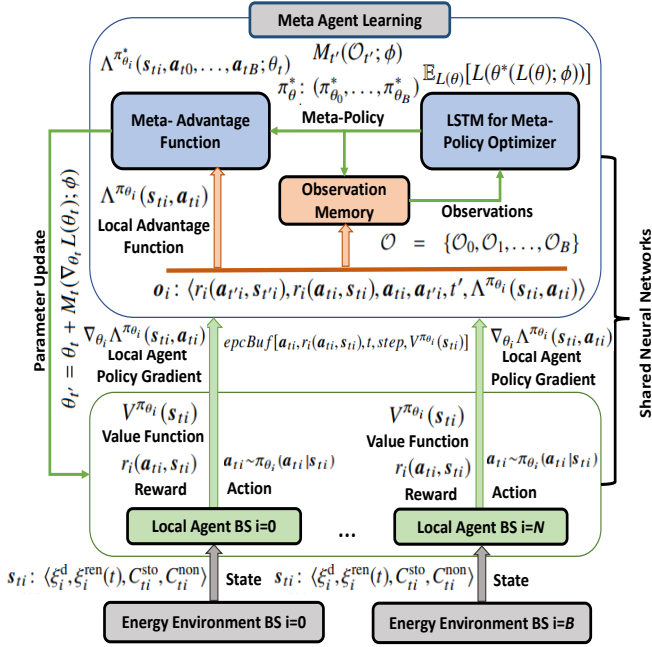 Meta Agent Learning
Λ^{π*_{θ_i}}(s_{ti}, a_{t0}, . . . , a_{tB}; θ_t)
M_{t'}(O_{t'}; ϕ)
π*_θ: (π*_{θ_0}, . . . , π*_{θ_B})
𝔼_{L(θ)}[L(θ*(L(θ); ϕ))]
Meta- Advantage
Function
Meta-Policy
LSTM for Meta-
Policy Optimizer
Λ^{π_{θ_i}}(s_{ti}, a_{ti})
Local Advantage
Function
Observation
Memory
Observations
O = {O_0, O_1, . . . , O_B}
o_i: ⟨r_i(a_{t'i}, s_{t'i}), r_i(a_{ti}, s_{ti}), a_{ti}, a_{t'i}, t', Λ^{π_{θ_i}}(s_{ti}, a_{ti})⟩
Parameter Update
θ_{t'} = θ_t + M_t(∇_{θ_t} L(θ_t); ϕ)
Shared Neural Networks
∇_{θ_i} Λ^{π_{θ_i}}(s_{ti}, a_{ti})
Local Agent
Policy Gradient
epcBuf[a_{ti}, r_i(a_{ti}, s_{ti}), t, step, V^{π_{θ_i}}(s_{ti})]
∇_{θ_i} Λ^{π_{θ_i}}(s_{ti}, a_{ti})
Local Agent
Policy Gradient
V^{π_{θ_i}}(s_{ti})
Value Function
r_i(a_{ti}, s_{ti})
Reward
a_{ti}~π_{θ_i}(a_{ti}|s_{ti})
Action
V^{π_{θ_i}}(s_{ti})
Value Function
r_i(a_{ti}, s_{ti})
Reward
a_{ti}~π_{θ_i}(a_{ti}|s_{ti})
Action
Local Agent BS i=0
...
Local Agent BS i=N
s_{ti}: ⟨ξ_i^d, ξ_i^{ren}(t), C_{ti}^{sto}, C_{ti}^{non}⟩
State
s_{ti}: ⟨ξ_i^d, ξ_i^{ren}(t), C_{ti}^{sto}, C_{ti}^{non}⟩
State
Energy Environment BS i=0
Energy Environment BS i=B